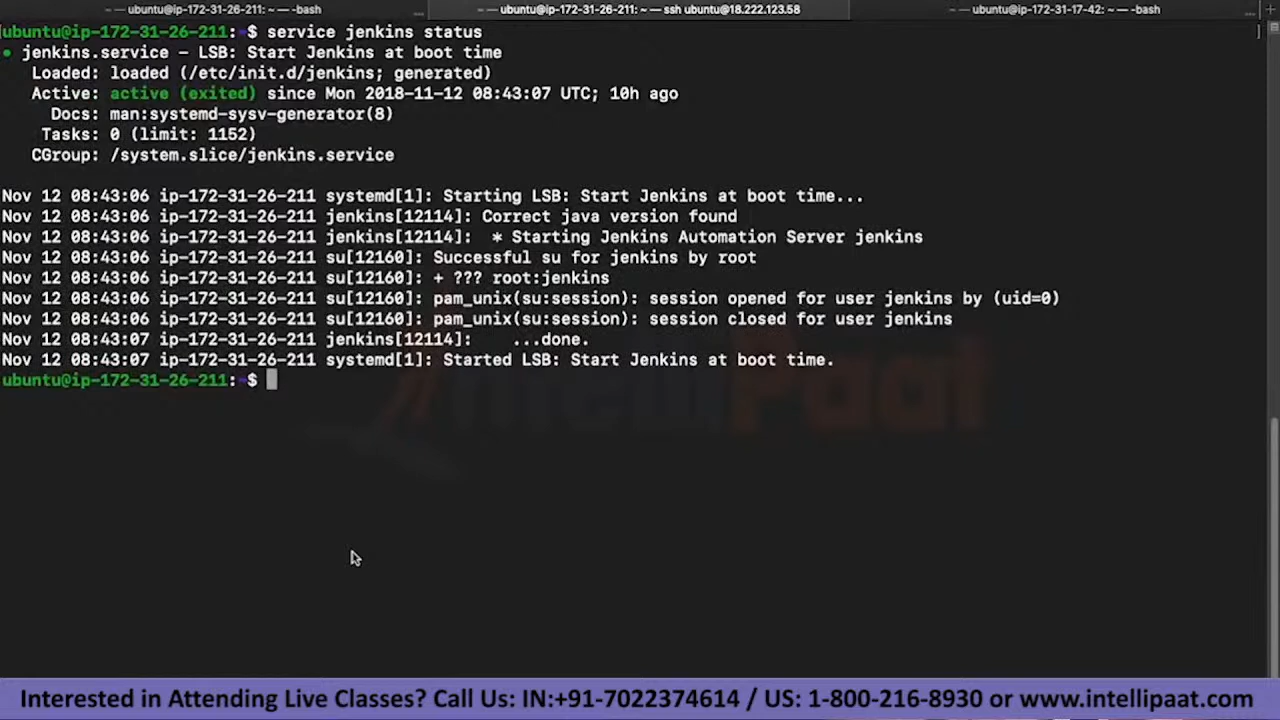 ubuntu@ip-172-31-26-211: ~ — -bash
... — ubuntu@ip-172-31-26-211: ~ — ssh ubuntu@18.222.123.58
— ubuntu@ip-172-31-17-42: ~ — -bash ... +
ubuntu@ip-172-31-26-211:~$ service jenkins status
● jenkins.service - LSB: Start Jenkins at boot time
Loaded: loaded (/etc/init.d/jenkins; generated)
Active: active (exited) since Mon 2018-11-12 08:43:07 UTC; 10h ago
Docs: man:systemd-sysv-generator(8)
Tasks: 0 (limit: 1152)
CGroup: /system.slice/jenkins.service
Nov 12 08:43:06 ip-172-31-26-211 systemd[1]: Starting LSB: Start Jenkins at boot time...
Nov 12 08:43:06 ip-172-31-26-211 jenkins[12114]: Correct java version found
Nov 12 08:43:06 ip-172-31-26-211 jenkins[12114]:  * Starting Jenkins Automation Server jenkins
Nov 12 08:43:06 ip-172-31-26-211 su[12160]: Successful su for jenkins by root
Nov 12 08:43:06 ip-172-31-26-211 su[12160]: + ??? root:jenkins
Nov 12 08:43:06 ip-172-31-26-211 su[12160]: pam_unix(su:session): session opened for user jenkins by (uid=0)
Nov 12 08:43:06 ip-172-31-26-211 su[12160]: pam_unix(su:session): session closed for user jenkins
Nov 12 08:43:07 ip-172-31-26-211 jenkins[12114]:    ...done.
Nov 12 08:43:07 ip-172-31-26-211 systemd[1]: Started LSB: Start Jenkins at boot time.
ubuntu@ip-172-31-26-211:~$
IntelliPaat
Interested in Attending Live Classes? Call Us: IN:+91-7022374614 / US: 1-800-216-8930 or www.intellipaat.com